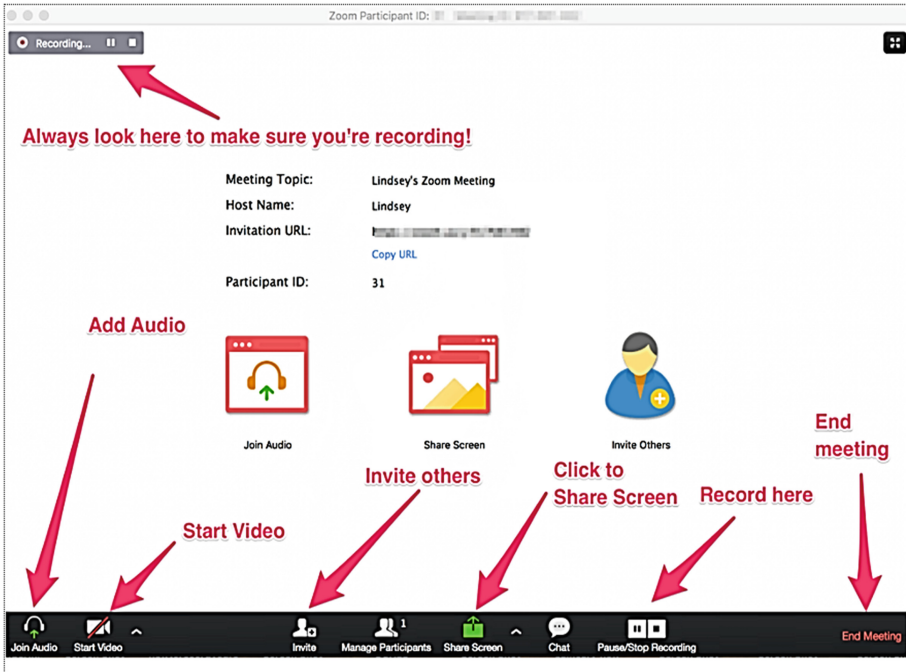 Zoom Participant ID:
Recording...
Always look here to make sure you're recording!
Meeting Topic: Lindsey's Zoom Meeting
Host Name: Lindsey
Invitation URL:
Copy URL
Participant ID: 31
Add Audio
Join Audio
Share Screen
Invite Others
End
meeting
Invite others
Click to
Share Screen
Record here
Start Video
Join Audio
Start Video
Invite
1
Manage Participants
Share Screen
Chat
Pause/Stop Recording
End Meeting